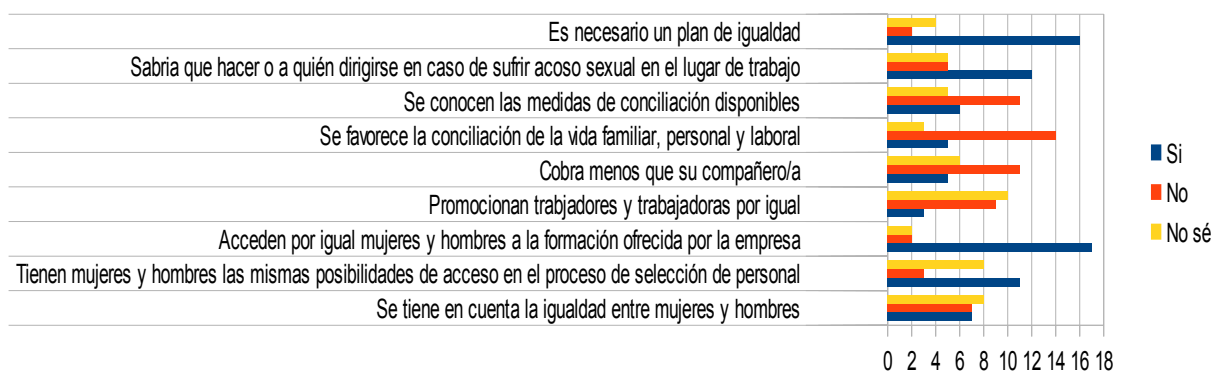 Es necesario un plan de igualdad
Sabria que hacer o a quién dirigirse en caso de sufrir acoso sexual en el lugar de trabajo
Se conocen las medidas de conciliación disponibles
Se favorece la conciliación de la vida familiar, personal y laboral
Cobra menos que su compañero/a
Promocionan trabjadores y trabajadoras por igual
Acceden por igual mujeres y hombres a la formación ofrecida por la empresa
Tienen mujeres y hombres las mismas posibilidades de acceso en el proceso de selección de personal
Se tiene en cuenta la igualdad entre mujeres y hombres
0 2 4 6 8 10 12 14 16 18
Si
No
No sé